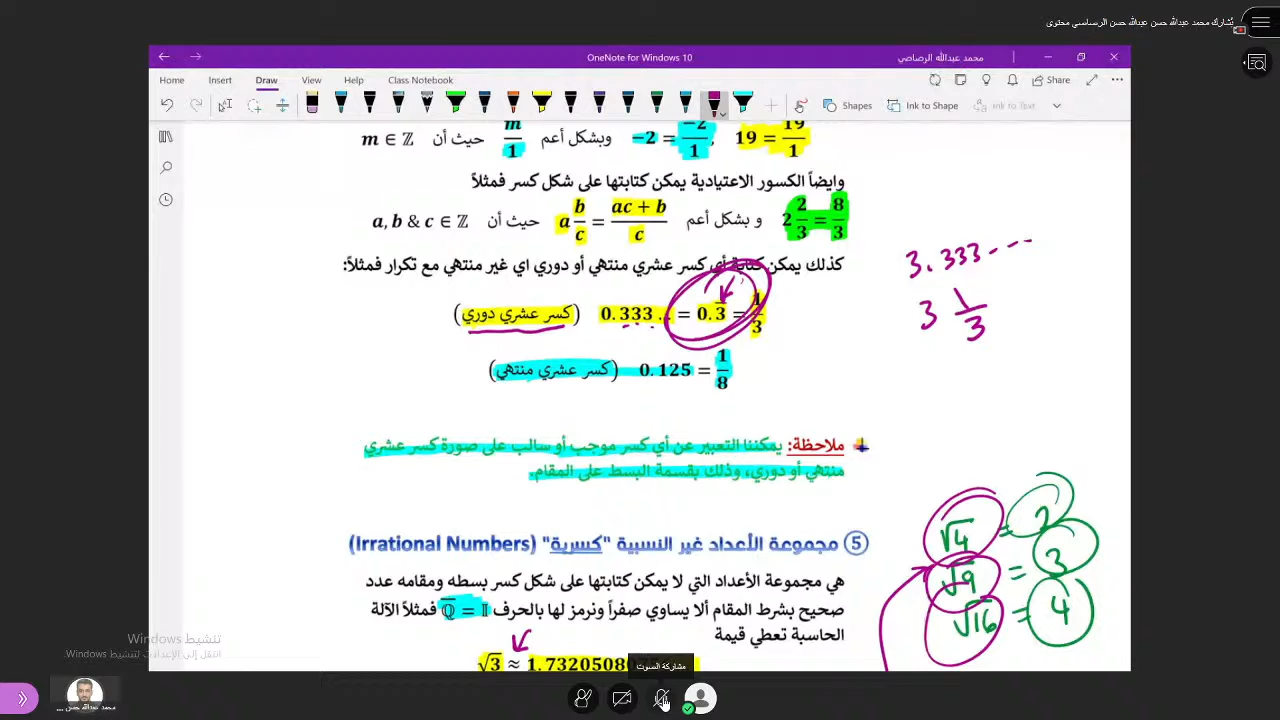 يُشارك محمد عبدالله حسن عبدالله حسن الرصاصي محتوى
OneNote for Windows 10
محمد عبدالله الرصاصي
Home Insert Draw View Help Class Notebook Share
Shapes Ink to Shape Ink to Text
19 = 19/1 , −2 = −2/1 وبشكل أعم m/1 حيث أن m ∈ ℤ
وايضاً الكسور الاعتيادية يمكن كتابتها على شكل كسر فمثلاً
2 2/3 = 8/3 و بشكل أعم a b/c = ac + b/c حيث أن a, b & c ∈ ℤ
كذلك يمكن كتابة أي كسر عشري منتهي أو دوري اي غير منتهي مع تكرار فمثلاً:
0.333 … = 0.3̅ = 1/3 (كسر عشري دوري)
0.125 = 1/8 (كسر عشري منتهي)
3.333----
3 1/3
ملاحظة: يمكننا التعبير عن أي كسر موجب أو سالب على صورة كسر عشري
منتهي أو دوري، وذلك بقسمة البسط على المقام.
√4 = 2
√9 = 3
√16 = 4
5 مجموعة الأعداد غير النسبية "كسرية" (Irrational Numbers)
هي مجموعة الأعداد التي لا يمكن كتابتها على شكل كسر بسطه ومقامه عدد
صحيح بشرط المقام ألا يساوي صفراً ونرمز لها بالحرف ℚ̅ = 𝕀 فمثلاً الآلة
الحاسبة تعطي قيمة
√3 ≈ 1.7320508
تنشيط Windows
انتقل إلى الإعدادات لتنشيط Windows.
مشاركة الصوت
محمد عبدالله حسن ...